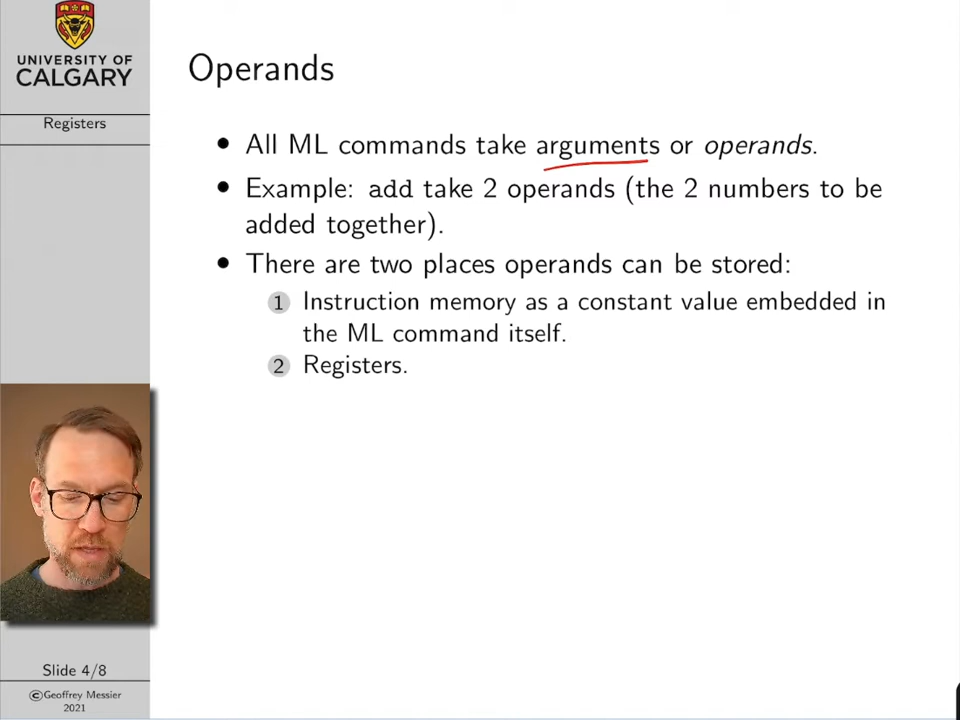 UNIVERSITY OF
CALGARY
Registers
Operands
• All ML commands take arguments or operands.
• Example: add take 2 operands (the 2 numbers to be
added together).
• There are two places operands can be stored:
1 Instruction memory as a constant value embedded in
the ML command itself.
2 Registers.
Slide 4/8
©Geoffrey Messier
2021